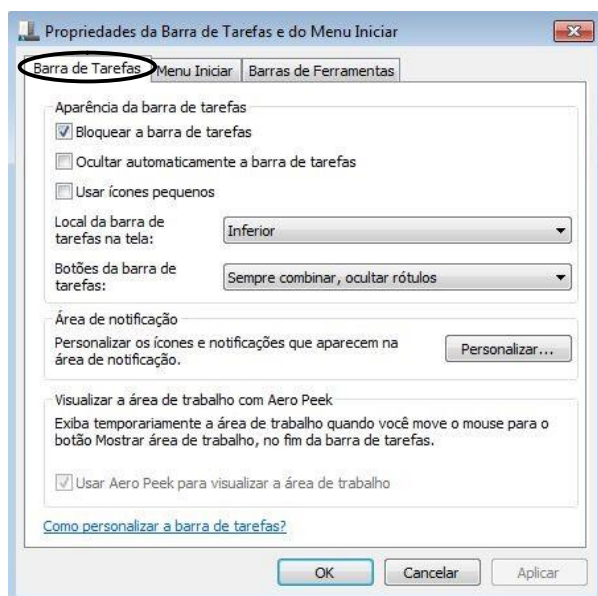 Propriedades da Barra de Tarefas e do Menu Iniciar
Barra de Tarefas Menu Iniciar Barras de Ferramentas
Aparência da barra de tarefas
Bloquear a barra de tarefas
Ocultar automaticamente a barra de tarefas
Usar ícones pequenos
Local da barra de
tarefas na tela:
Inferior
Botões da barra de
tarefas:
Sempre combinar, ocultar rótulos
Área de notificação
Personalizar os ícones e notificações que aparecem na
área de notificação.
Personalizar...
Visualizar a área de trabalho com Aero Peek
Exiba temporariamente a área de trabalho quando você move o mouse para o
botão Mostrar área de trabalho, no fim da barra de tarefas.
Usar Aero Peek para visualizar a área de trabalho
Como personalizar a barra de tarefas?
OK Cancelar Aplicar